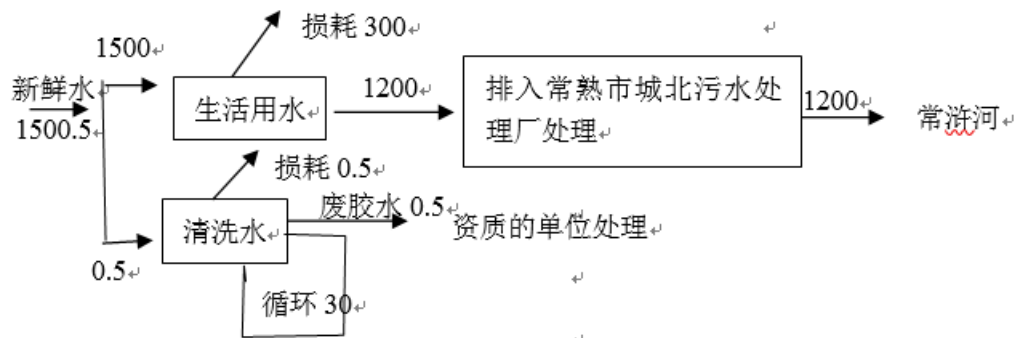 损耗 300
1500
新鲜水
1500.5
生活用水
1200
排入常熟市城北污水处
理厂处理
1200
常浒河
损耗 0.5
废胶水 0.5
清洗水
资质的单位处理
0.5
循环 30